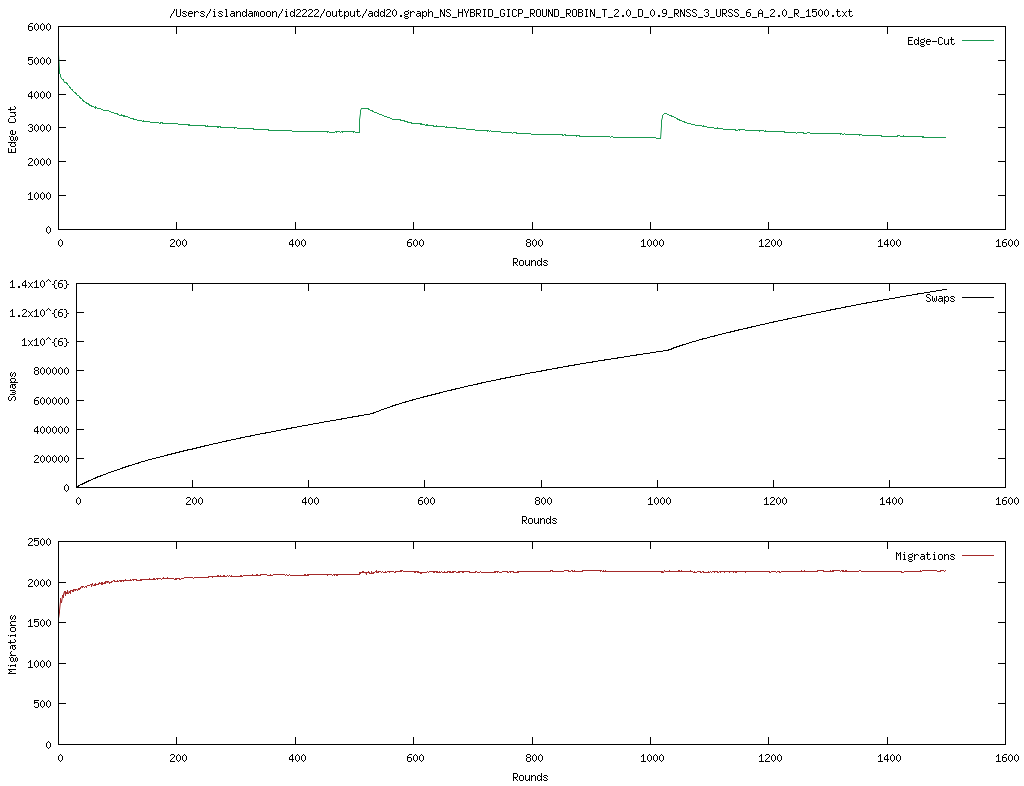 /Users/islandamoon/id2222/output/add20.graph_NS_HYBRID_GICP_ROUND_ROBIN_T_2.0_D_0.9_RNSS_3_URSS_6_A_2.0_R_1500.txt
6000
5000
4000
3000
2000
1000
0
Edge Cut
Edge-Cut
0 200 400 600 800 1000 1200 1400 1600
Rounds
1.4x10^{6}
1.2x10^{6}
1x10^{6}
800000
600000
400000
200000
0
Swaps
Swaps
0 200 400 600 800 1000 1200 1400 1600
Rounds
2500
2000
1500
1000
500
0
Migrations
Migrations
0 200 400 600 800 1000 1200 1400 1600
Rounds